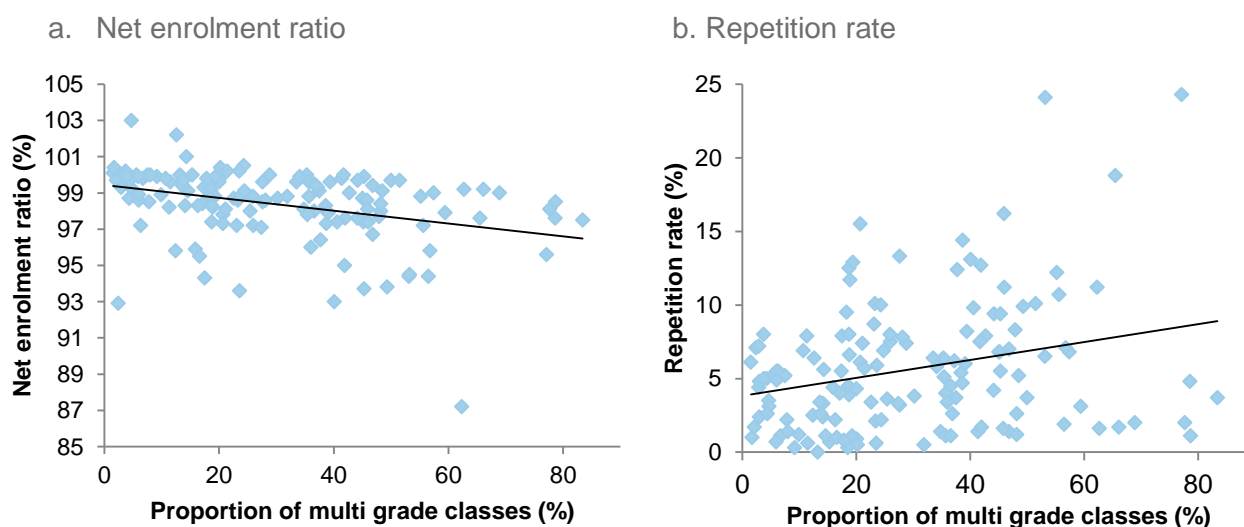 a. Net enrolment ratio
105
103
101
99
97
95
93
91
89
87
85
Net enrolment ratio (%)
0 20 40 60 80
Proportion of multi grade classes (%)
b. Repetition rate
25
20
15
10
5
0
Repetition rate (%)
0 20 40 60 80
Proportion of multi grade classes (%)